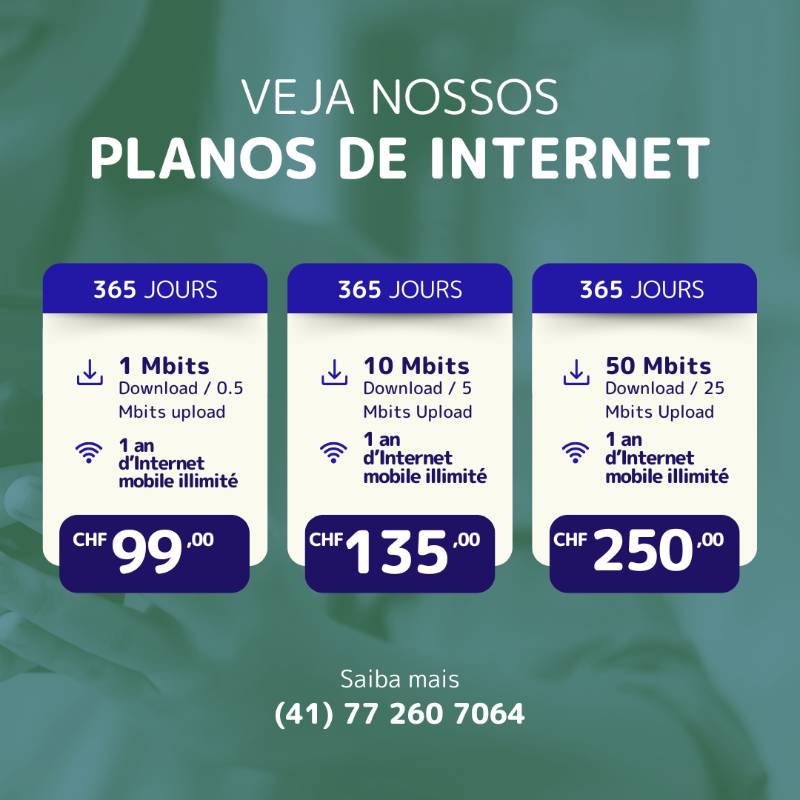 VEJA NOSSOS
PLANOS DE INTERNET
365 JOURS
1 Mbits
Download / 0.5
Mbits upload
1 an
d’Internet
mobile illimité
CHF 99,00
365 JOURS
10 Mbits
Download / 5
Mbits Upload
1 an
d’Internet
mobile illimité
CHF 135,00
365 JOURS
50 Mbits
Download / 25
Mbits Upload
1 an
d’Internet
mobile illimité
CHF 250,00
Saiba mais
(41) 77 260 7064